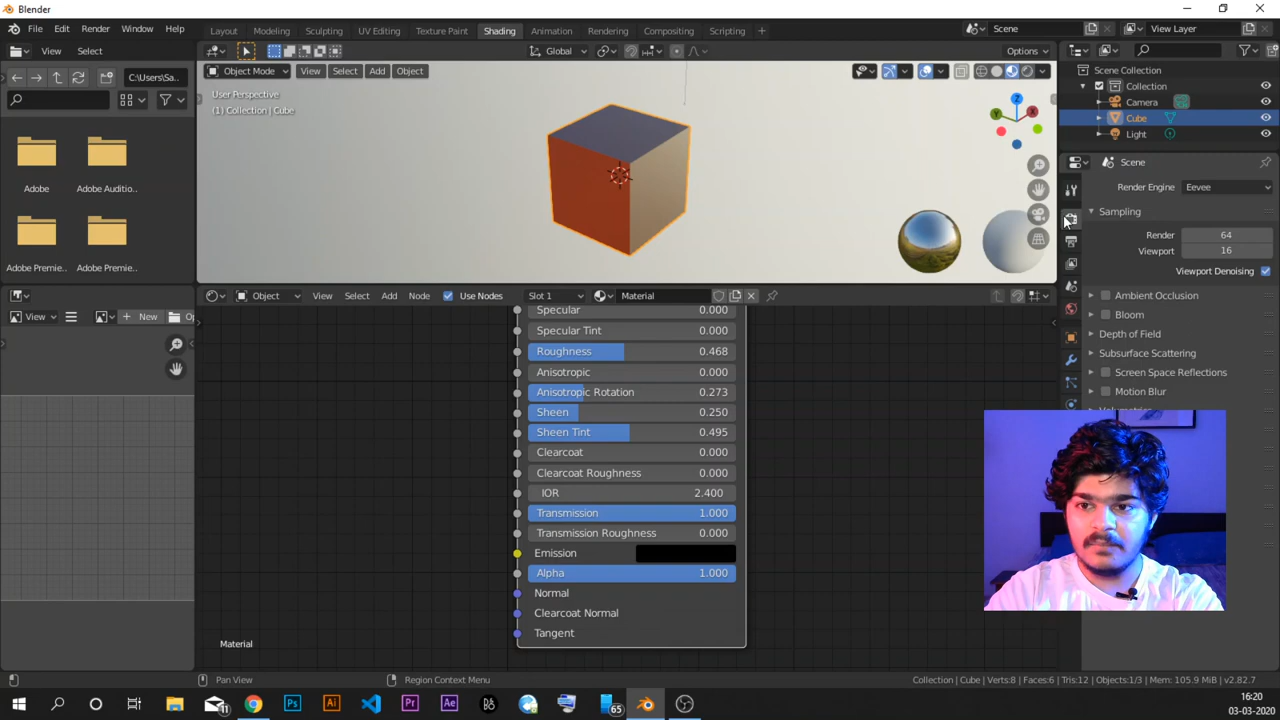 Blender
File Edit Render Window Help
Layout Modeling Sculpting UV Editing Texture Paint Shading Animation Rendering Compositing Scripting
Scene
View Layer
View Select
Global
Options
C:\Users\Sa..
Object Mode View Select Add Object
User Perspective
(1) Collection | Cube
Z
X
Y
Adobe
Adobe Auditio..
Adobe Premie..
Adobe Premie..
Scene Collection
Collection
Camera
Cube
Light
Scene
Render Engine Eevee
Sampling
Render 64
Viewport 16
Viewport Denoising
Ambient Occlusion
Bloom
Depth of Field
Subsurface Scattering
Screen Space Reflections
Motion Blur
View New Op
Object View Select Add Node Use Nodes Slot 1 Material
Specular 0.000
Specular Tint 0.000
Roughness 0.468
Anisotropic 0.000
Anisotropic Rotation 0.273
Sheen 0.250
Sheen Tint 0.495
Clearcoat 0.000
Clearcoat Roughness 0.000
IOR 2.400
Transmission 1.000
Transmission Roughness 0.000
Emission
Alpha 1.000
Normal
Clearcoat Normal
Tangent
Material
Pan View
Region Context Menu
Collection | Cube | Verts:8 | Faces:6 | Tris:12 | Objects:1/3 | Mem: 105.9 MiB | v2.82.7
11
Ps
Ai
Pr
Ae
65
16:20
03-03-2020